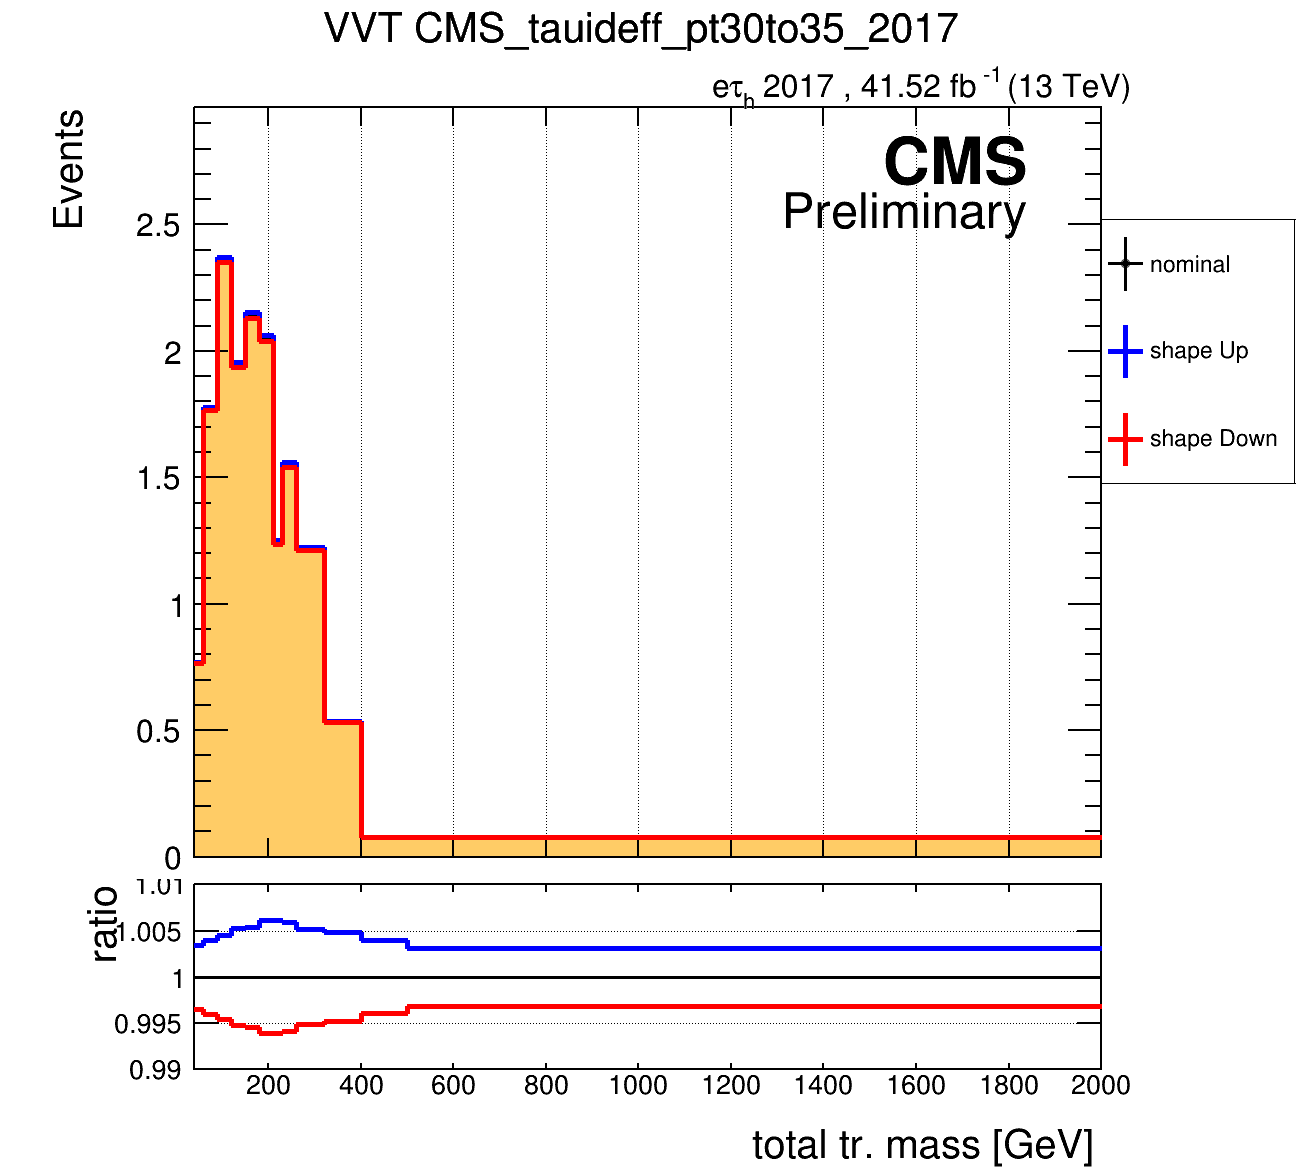 VVT CMS_tauideff_pt30to35_2017
eτh 2017 , 41.52 fb -1 (13 TeV)
Events
CMS
Preliminary
2.5
2
1.5
1
0.5
0
nominal
shape Up
shape Down
ratio
1.01
1.005
1
0.995
0.99
200 400 600 800 1000 1200 1400 1600 1800 2000
total tr. mass [GeV]